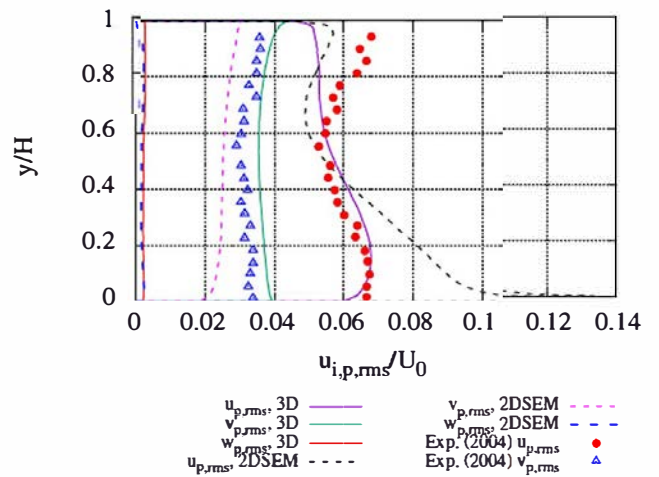 1
0.8
0.6
0.4
0.2
0
y/H
0 0.02 0.04 0.06 0.08 0.1 0.12 0.14
u_{i,p,rms}/U_0
u_{p,rms}, 3D
v_{p,rms}, 3D
w_{p,rms}, 3D
u_{p,rms}, 2DSEM
v_{p,rms}, 2DSEM
w_{p,rms}, 2DSEM
Exp. (2004) u_{p,rms}
Exp. (2004) v_{p,rms}